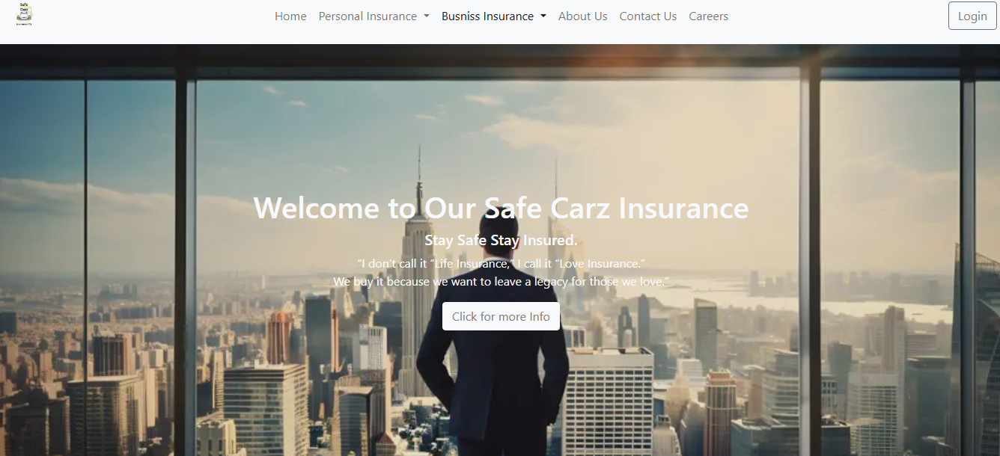 Safe
Carz
Home Personal Insurance Busniss Insurance About Us Contact Us Careers Login
Welcome to Our Safe Carz Insurance
Stay Safe Stay Insured.
“I don’t call it “Life Insurance,” I call it “Love Insurance.”
We buy it because we want to leave a legacy for those we love.”
Click for more Info